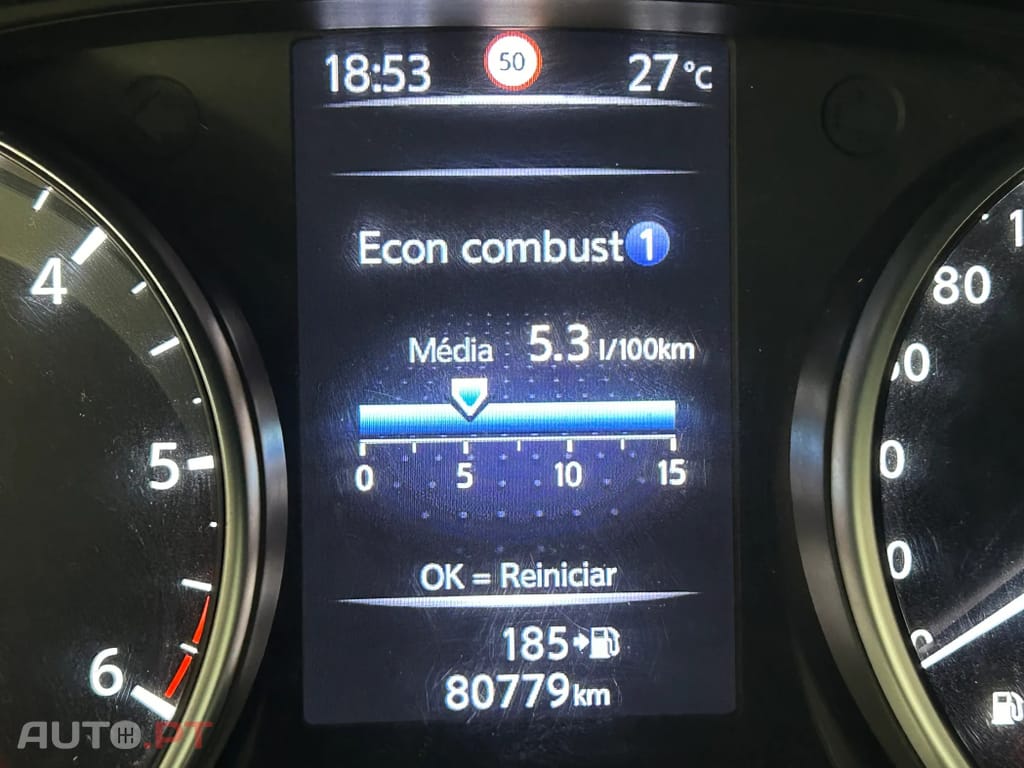 18:53 50 27 °C
Econ combust 1
Média 5.3 l/100km
0 5 10 15
OK = Reiniciar
185
80779 km
4
5
6
80
AUTO.PT